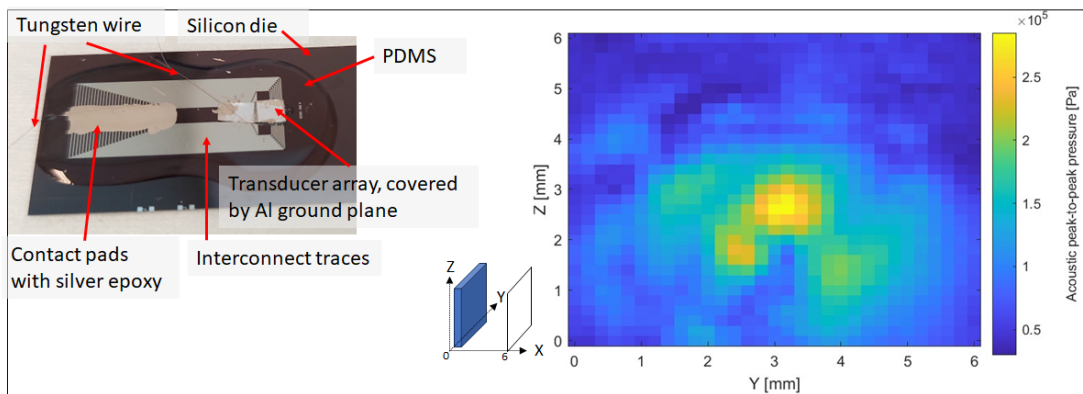 Tungsten wire
Silicon die
PDMS
Transducer array, covered
by Al ground plane
Contact pads
with silver epoxy
Interconnect traces
Z
Y
0
6
X
×10⁵
6
5
4
3
2
1
0
Z [mm]
0
1
2
3
4
5
6
Y [mm]
2.5
2
1.5
1
0.5
Acoustic peak-to-peak pressure [Pa]